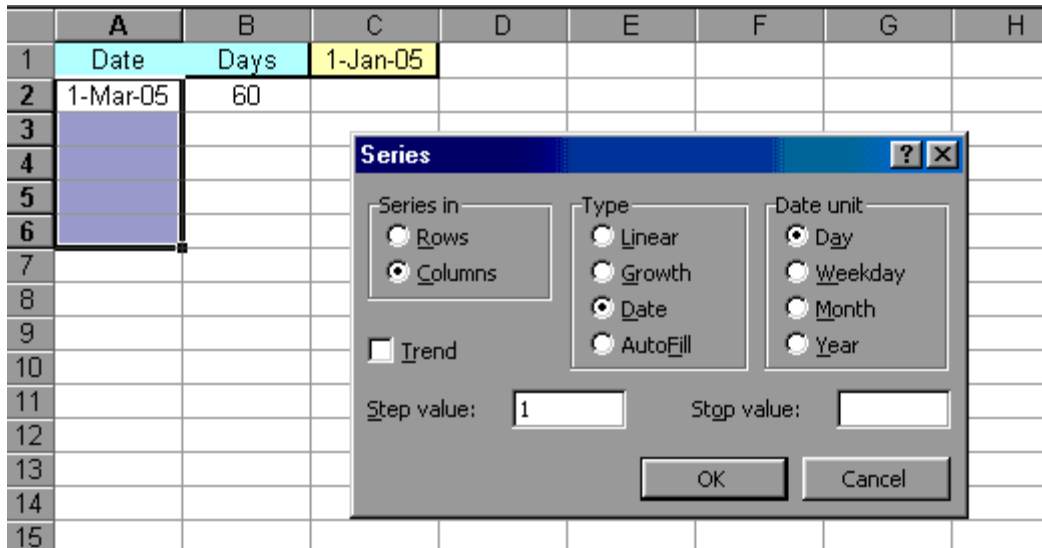 A B C D E F G H
1 Date Days 1-Jan-05
2 1-Mar-05 60
3
4
5
6
7
8
9
10
11
12
13
14
15
Series ? X
Series in
Rows
Columns
Trend
Type
Linear
Growth
Date
AutoFill
Date unit
Day
Weekday
Month
Year
Step value: 1
Stop value:
OK Cancel